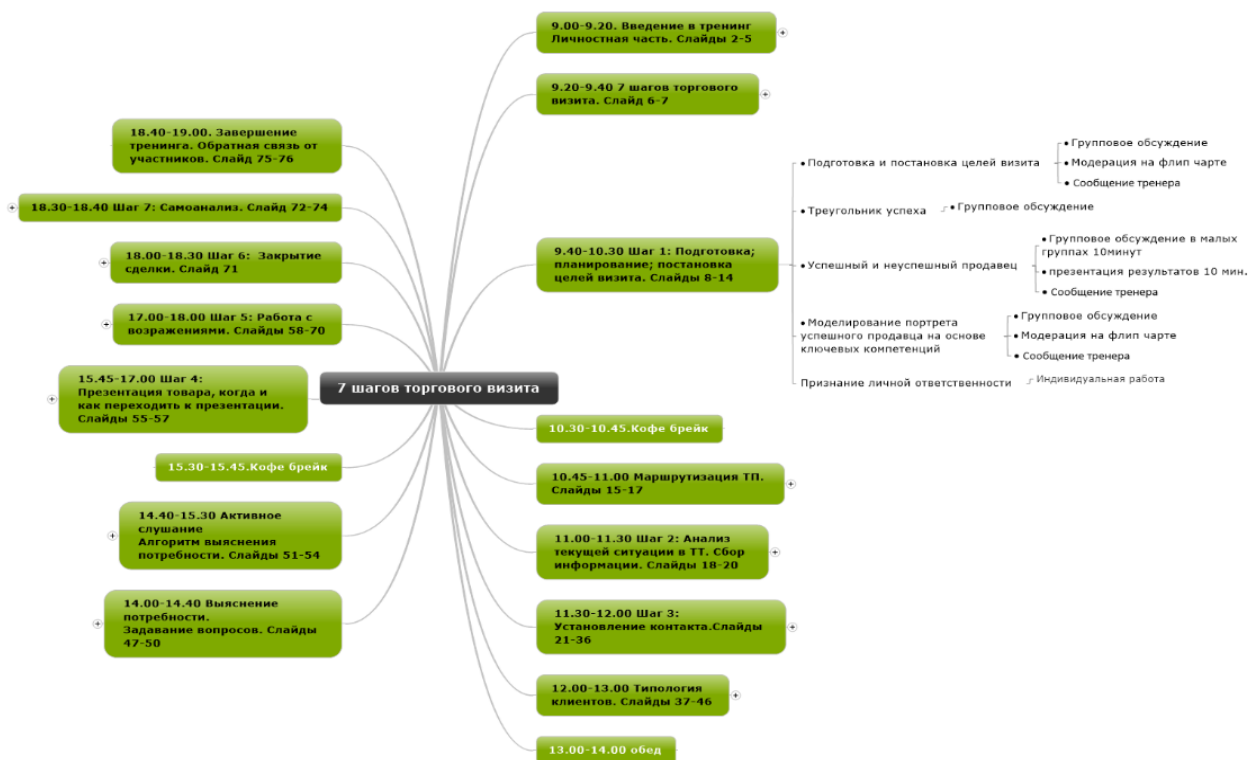 7 шагов торгового визита
9.00-9.20. Введение в тренинг
Личностная часть. Слайды 2-5
9.20-9.40 7 шагов торгового
визита. Слайд 6-7
9.40-10.30 Шаг 1: Подготовка;
планирование; постановка
целей визита. Слайды 8-14
Подготовка и постановка целей визита
Групповое обсуждение
Модерация на флип чарте
Сообщение тренера
Треугольник успеха
Групповое обсуждение
Успешный и неуспешный продавец
Групповое обсуждение в малых
группах 10минут
презентация результатов 10 мин.
Сообщение тренера
Моделирование портрета
успешного продавца на основе
ключевых компетенций
Групповое обсуждение
Модерация на флип чарте
Сообщение тренера
Признание личной ответственности
Индивидуальная работа
10.30-10.45.Кофе брейк
10.45-11.00 Маршрутизация ТП.
Слайды 15-17
11.00-11.30 Шаг 2: Анализ
текущей ситуации в ТТ. Сбор
информации. Слайды 18-20
11.30-12.00 Шаг 3:
Установление контакта.Слайды
21-36
12.00-13.00 Типология
клиентов. Слайды 37-46
13.00-14.00 обед
14.00-14.40 Выяснение
потребности.
Задавание вопросов. Слайды
47-50
14.40-15.30 Активное
слушание
Алгоритм выяснения
потребности. Слайды 51-54
15.30-15.45.Кофе брейк
15.45-17.00 Шаг 4:
Презентация товара, когда и
как переходить к презентации.
Слайды 55-57
17.00-18.00 Шаг 5: Работа с
возражениями. Слайды 58-70
18.00-18.30 Шаг 6: Закрытие
сделки. Слайд 71
18.30-18.40 Шаг 7: Самоанализ. Слайд 72-74
18.40-19.00. Завершение
тренинга. Обратная связь от
участников. Слайд 75-76